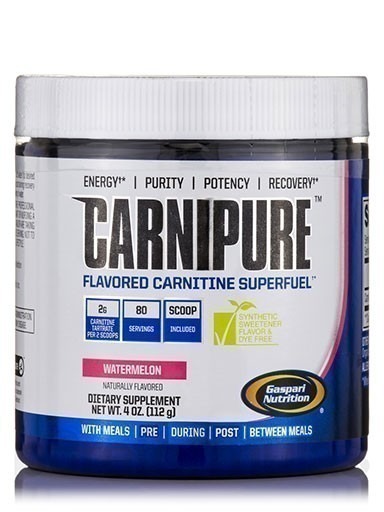 ENERGY!* | PURITY | POTENCY | RECOVERY!*
CARNIPURE™
FLAVORED CARNITINE SUPERFUEL**
2G
CARNITINE
TARTRATE
PER 2 SCOOPS
80
SERVINGS
SCOOP
INCLUDED
SYNTHETIC
SWEETENER
FLAVOR &
DYE FREE
WATERMELON
NATURALLY FLAVORED
DIETARY SUPPLEMENT
NET WT. 4 OZ. (112 g)
Gaspari
Nutrition®
WITH MEALS | PRE | DURING | POST | BETWEEN MEALS